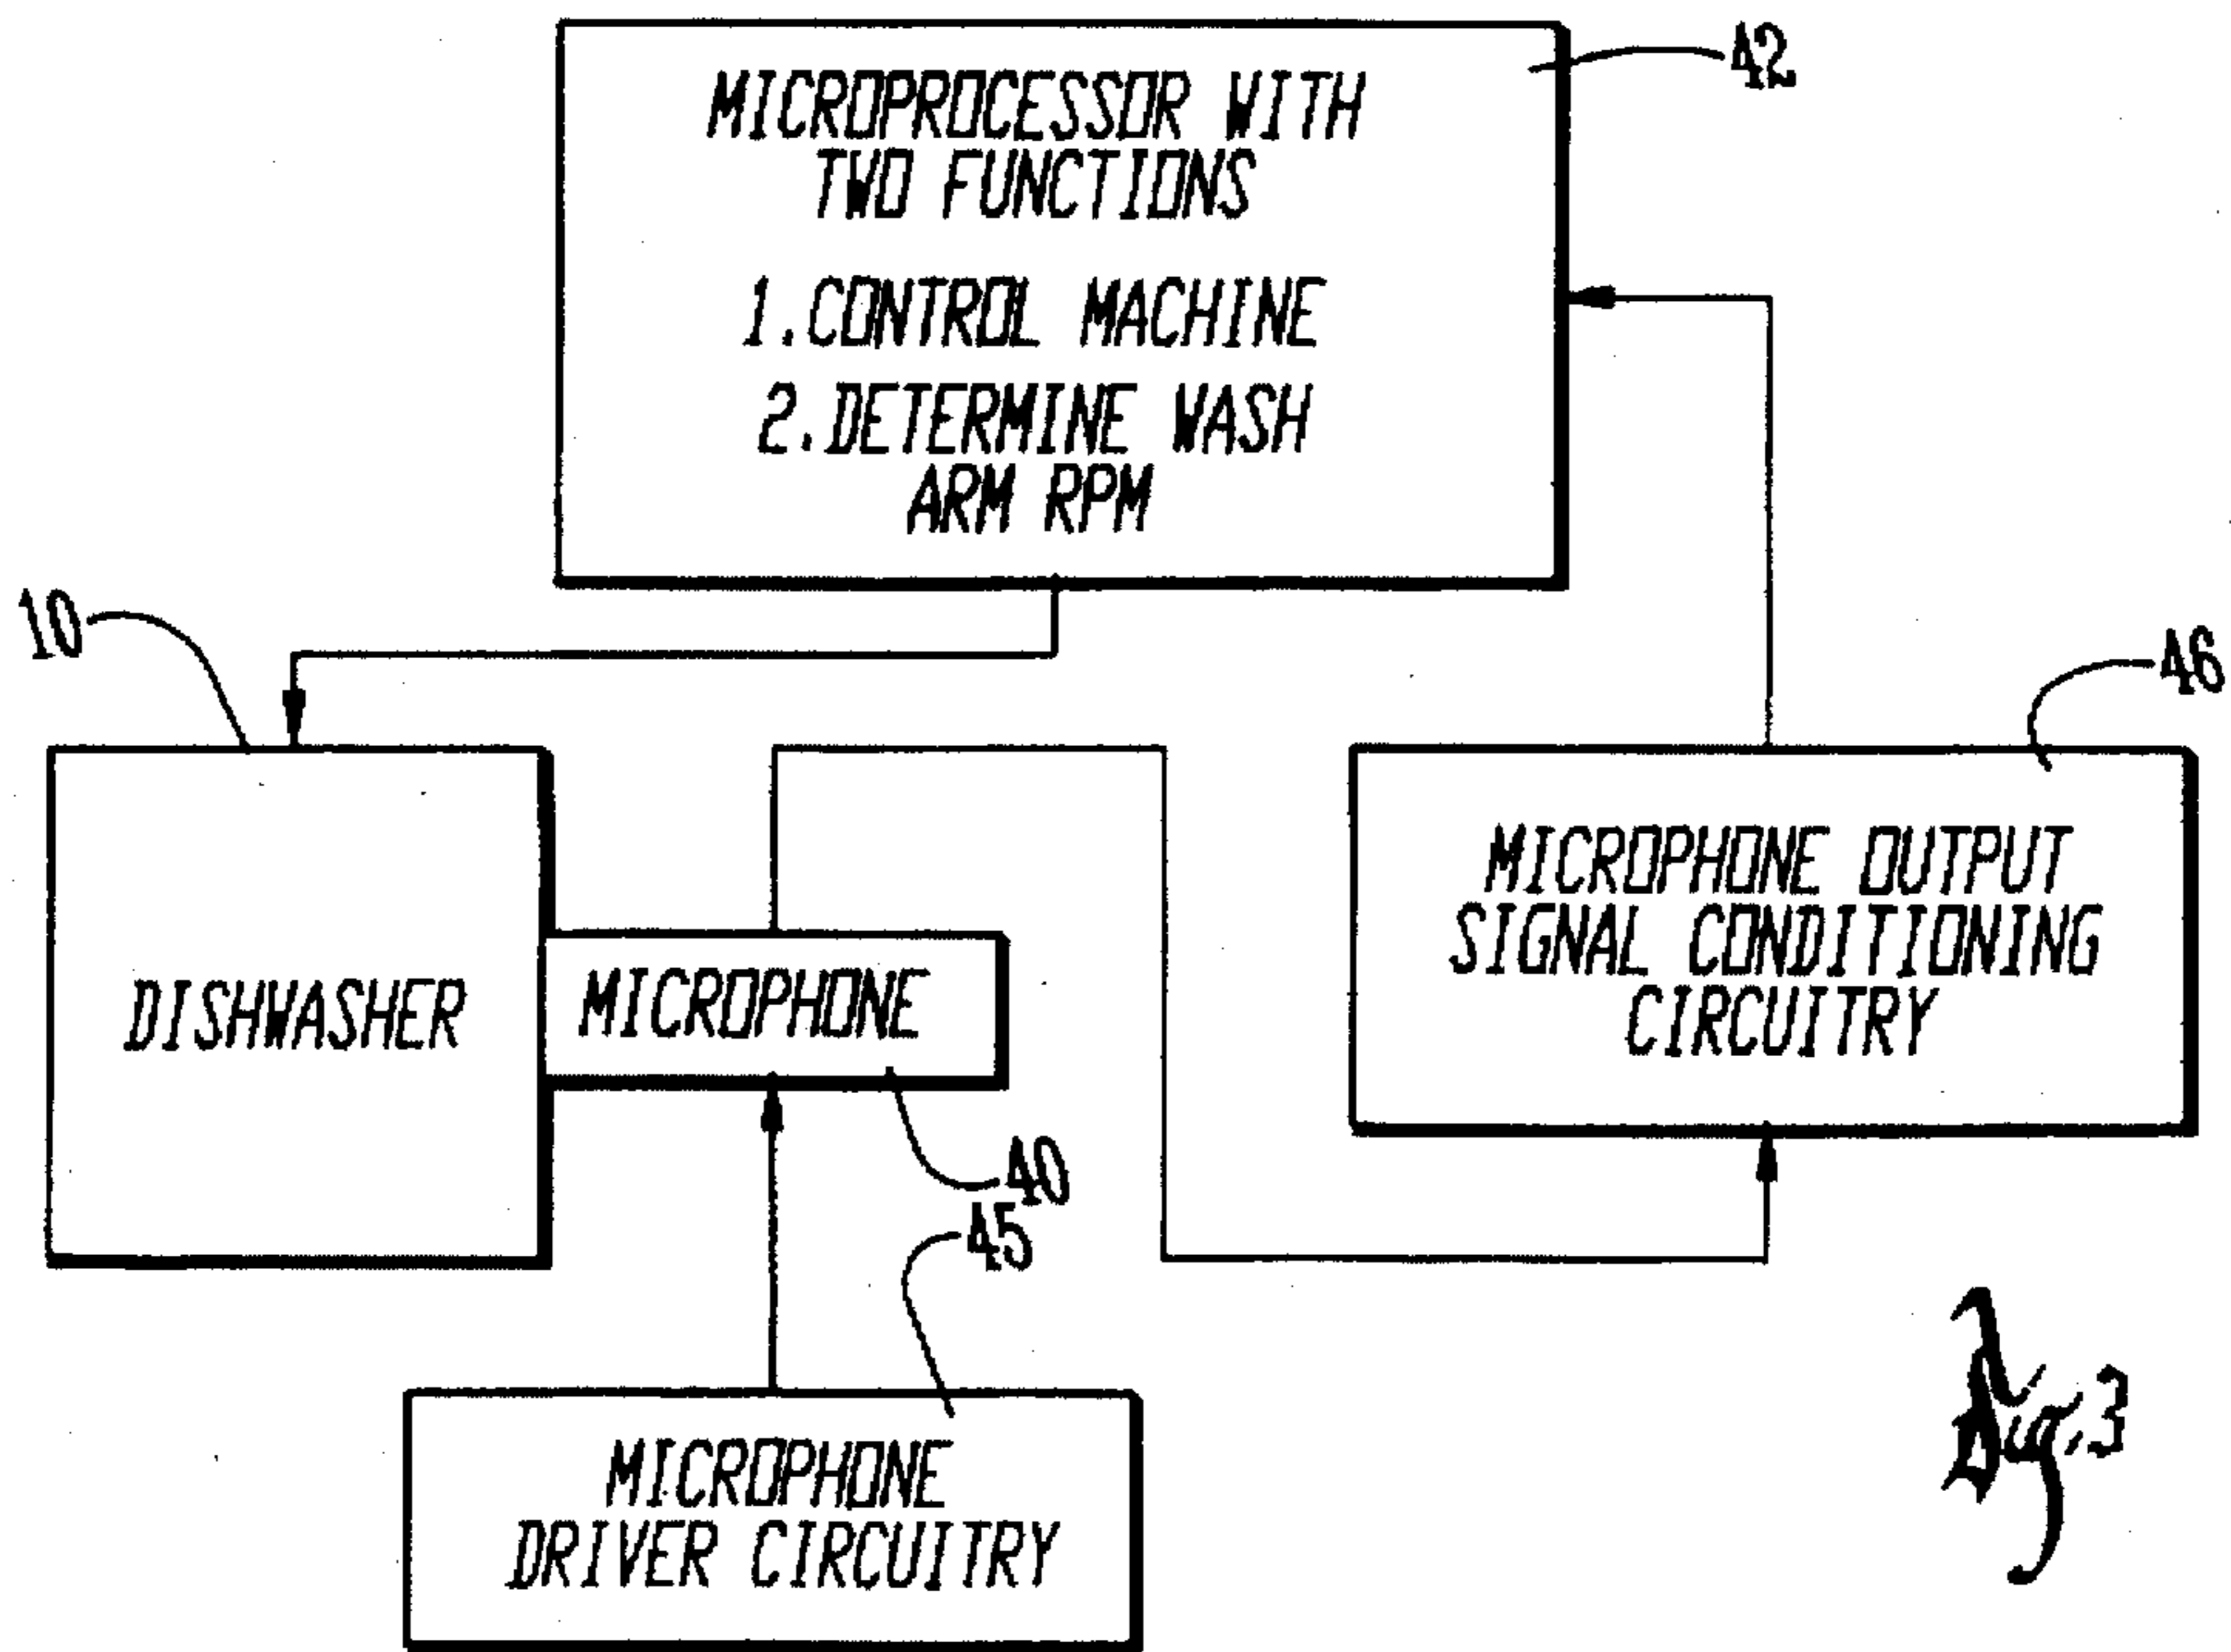 42
MICROPROCESSOR WITH
TWO FUNCTIONS
1. CONTROL MACHINE
2. DETERMINE WASH
ARM RPM
10
46
DISHWASHER
MICROPHONE
MICROPHONE OUTPUT
SIGNAL CONDITIONING
CIRCUITRY
40
45
MICROPHONE
DRIVER CIRCUITRY
Fig. 3